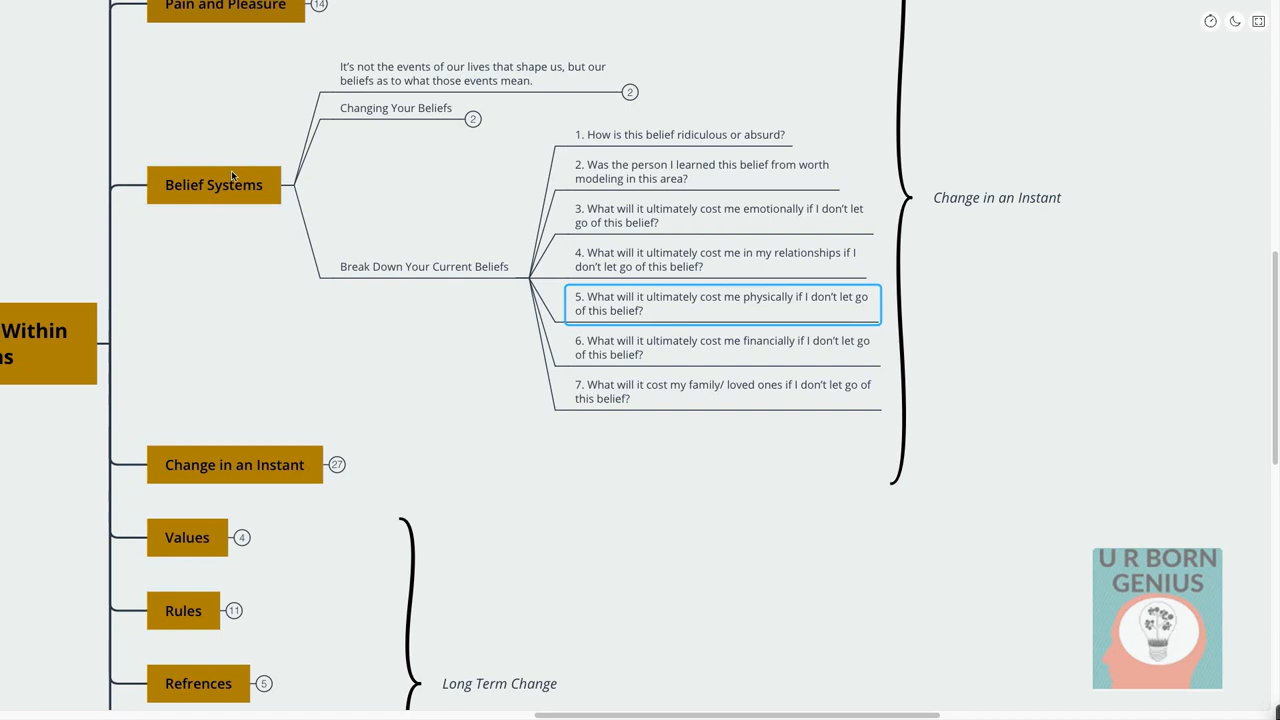 Pain and Pleasure
14
It's not the events of our lives that shape us, but our
beliefs as to what those events mean.
2
Changing Your Beliefs
2
Belief Systems
Break Down Your Current Beliefs
1. How is this belief ridiculous or absurd?
2. Was the person I learned this belief from worth
modeling in this area?
3. What will it ultimately cost me emotionally if I don't let
go of this belief?
4. What will it ultimately cost me in my relationships if I
don't let go of this belief?
5. What will it ultimately cost me physically if I don't let go
of this belief?
6. What will it ultimately cost me financially if I don't let go
of this belief?
7. What will it cost my family/ loved ones if I don't let go of
this belief?
Change in an Instant
Within
ns
Change in an Instant
27
Values
4
Rules
11
Refrences
5
Long Term Change
U R BORN
GENIUS